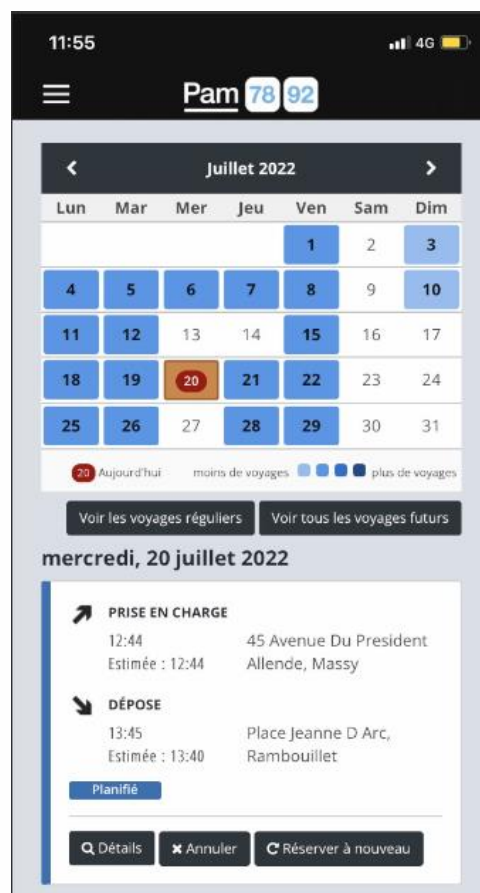 11:55 4G
Pam 78 92
Juillet 2022
Lun Mar Mer Jeu Ven Sam Dim
1 2 3
4 5 6 7 8 9 10
11 12 13 14 15 16 17
18 19 20 21 22 23 24
25 26 27 28 29 30 31
20 Aujourd'hui moins de voyages plus de voyages
Voir les voyages réguliers Voir tous les voyages futurs
mercredi, 20 juillet 2022
PRISE EN CHARGE
12:44 45 Avenue Du President
Estimée : 12:44 Allende, Massy
DÉPOSE
13:45 Place Jeanne D Arc,
Estimée : 13:40 Rambouillet
Planifié
Détails Annuler Réserver à nouveau